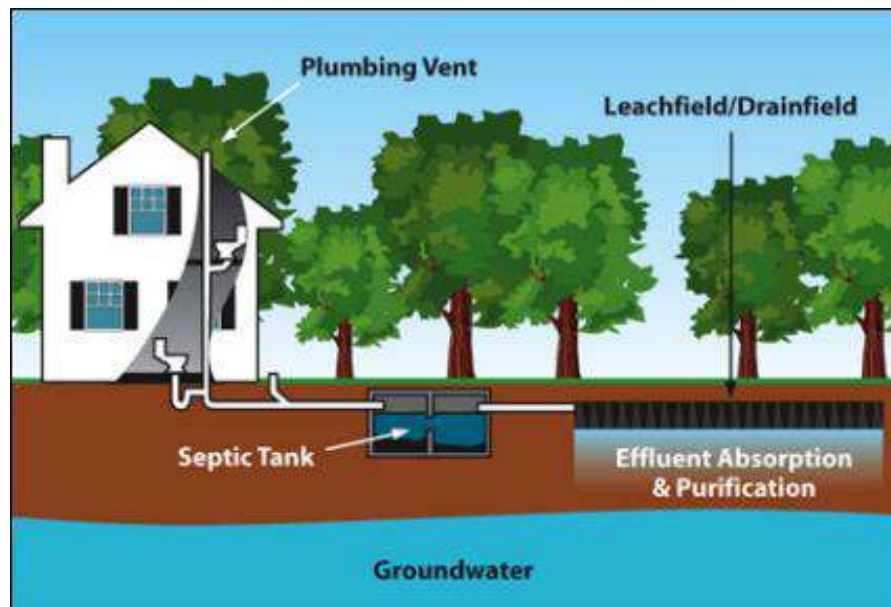 Plumbing Vent
Leachfield/Drainfield
Septic Tank
Effluent Absorption
& Purification
Groundwater